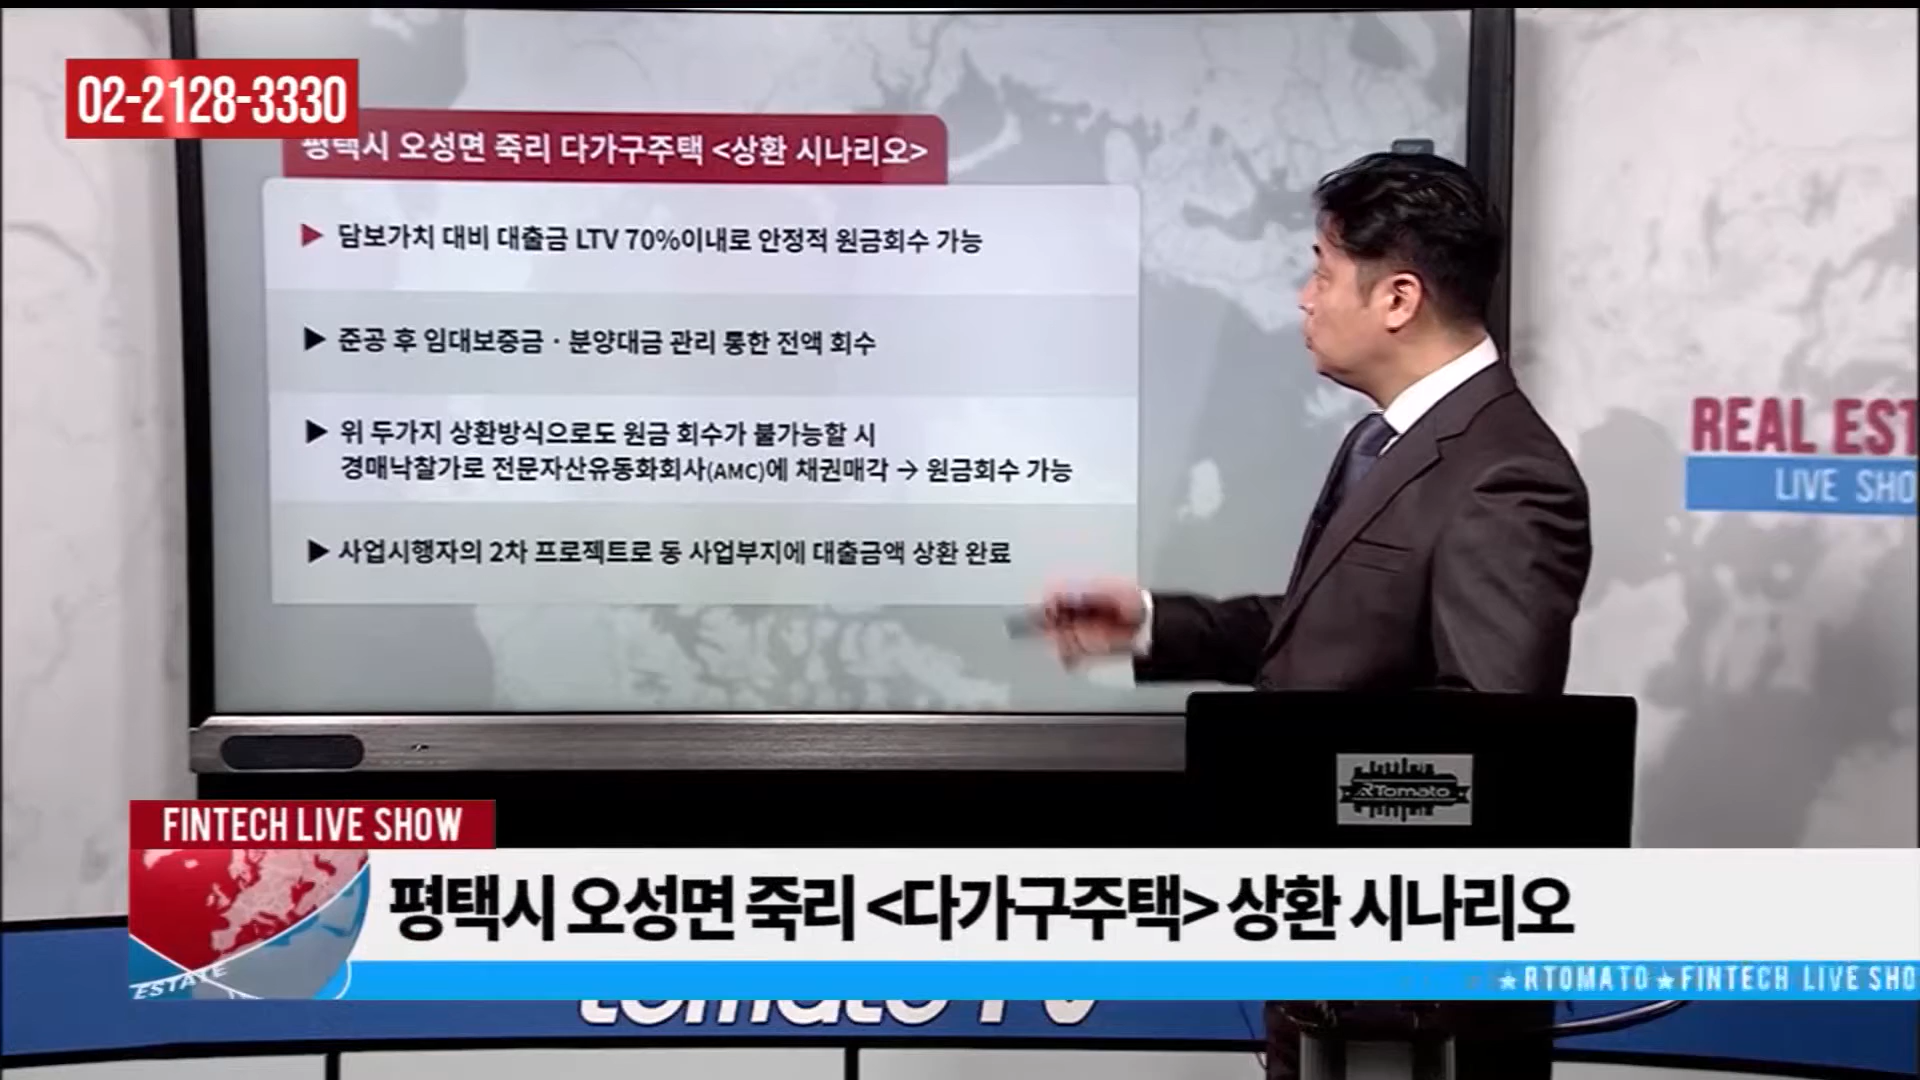 02-2128-3330
평택시 오성면 죽리 다가구주택 <상환 시나리오>
▶ 담보가치 대비 대출금 LTV 70%이내로 안정적 원금회수 가능
▶ 준공 후 임대보증금 · 분양대금 관리 통한 전액 회수
▶ 위 두가지 상환방식으로도 원금 회수가 불가능할 시
경매낙찰가로 전문자산유동화회사(AMC)에 채권매각 → 원금회수 가능
▶ 사업시행자의 2차 프로젝트로 동 사업부지에 대출금액 상환 완료
REAL EST
LIVE SHO
RTomato
FINTECH LIVE SHOW
평택시 오성면 죽리 <다가구주택> 상환 시나리오
ESTATE
★RTOMATO★FINTECH LIVE SHO
tomato TV